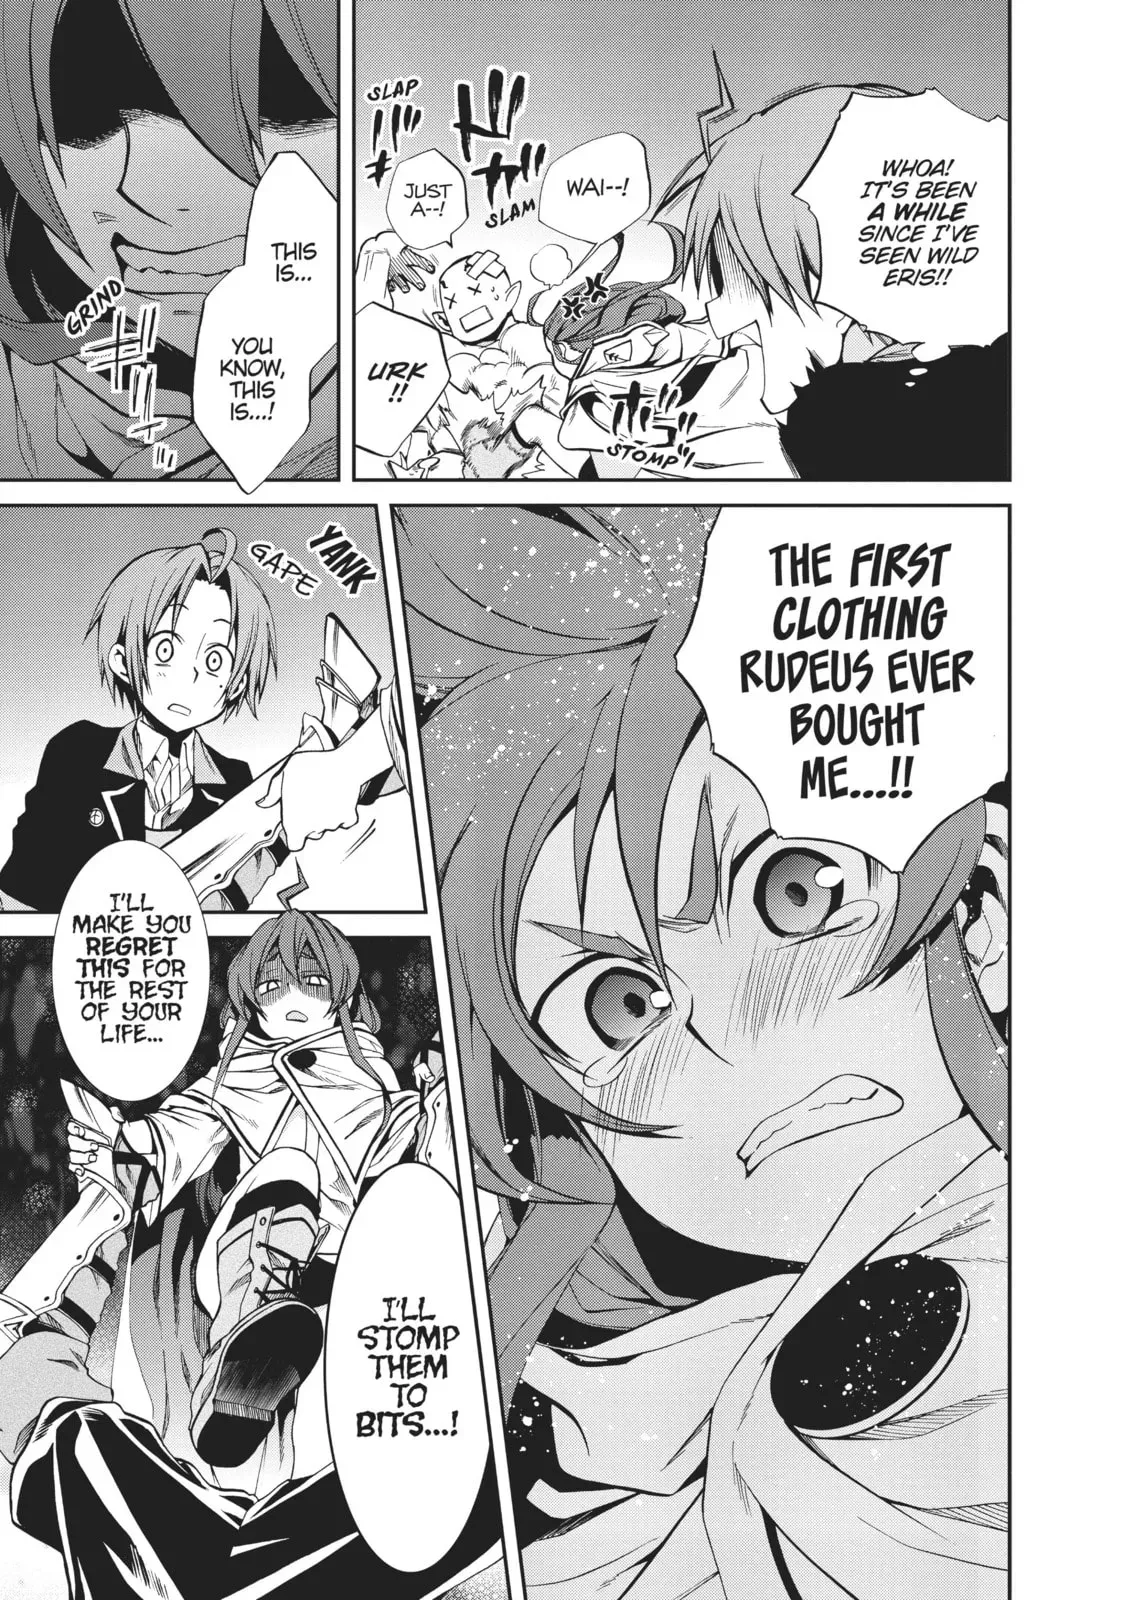 WHOA!
IT'S BEEN
A WHILE
SINCE I'VE
SEEN WILD
ERIS!!
WAI--!
ドガ
SLAM
JUST
A--!
SLAP
URK
!!
STOMP
THIS
IS...
YOU
KNOW,
THIS
IS...!
GRIND
THE FIRST
CLOTHING
RUDEUS EVER
BOUGHT
ME...!!
YANK
GAPE
I'LL
MAKE YOU
REGRET
THIS FOR
THE REST
OF YOUR
LIFE...
I'LL
STOMP
THEM
TO
BITS...!